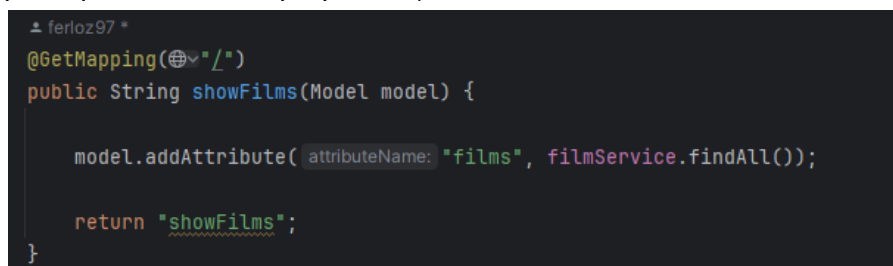 ferloz97 *
@GetMapping("/")
public String showFilms(Model model) {
model.addAttribute( attributeName: "films", filmService.findAll());
return "showFilms";
}